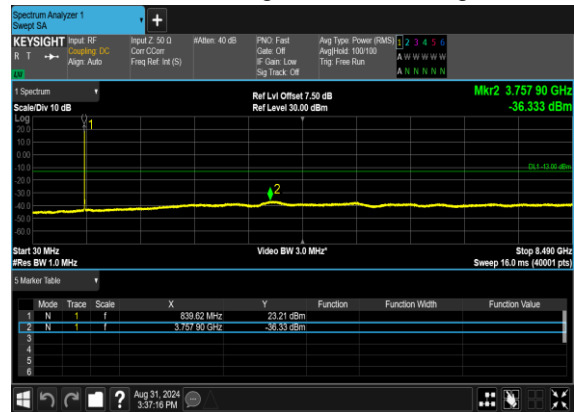 Spectrum Analyzer 1
Swept SA
+
KEYSIGHT Input: RF Input Z: 50 Ω #Atten: 40 dB PNO: Fast Avg Type: Power (RMS) 1 2 3 4 5 6
R T Coupling: DC Corr CCorr Gate: Off Avg|Hold: 100/100 A W W W W W
Align: Auto Freq Ref: Int (S) IF Gain: Low Trig: Free Run
LXI Sig Track: Off A N N N N N
1 Spectrum Ref Lvl Offset 7.50 dB Mkr2 3.757 90 GHz
Scale/Div 10 dB Ref Level 30.00 dBm -36.333 dBm
Log
20.0 1
10.0
0.00
-10.0 DL1 -13.00 dBm
-20.0
-30.0 2
-40.0
-50.0
-60.0
Start 30 MHz Video BW 3.0 MHz* Stop 8.490 GHz
#Res BW 1.0 MHz Sweep 16.0 ms (40001 pts)
5 Marker Table
Mode Trace Scale X Y Function Function Width Function Value
1 N 1 f 839.62 MHz 23.21 dBm
2 N 1 f 3.757 90 GHz -36.33 dBm
3
4
5
6
? Aug 31, 2024
3:37:16 PM